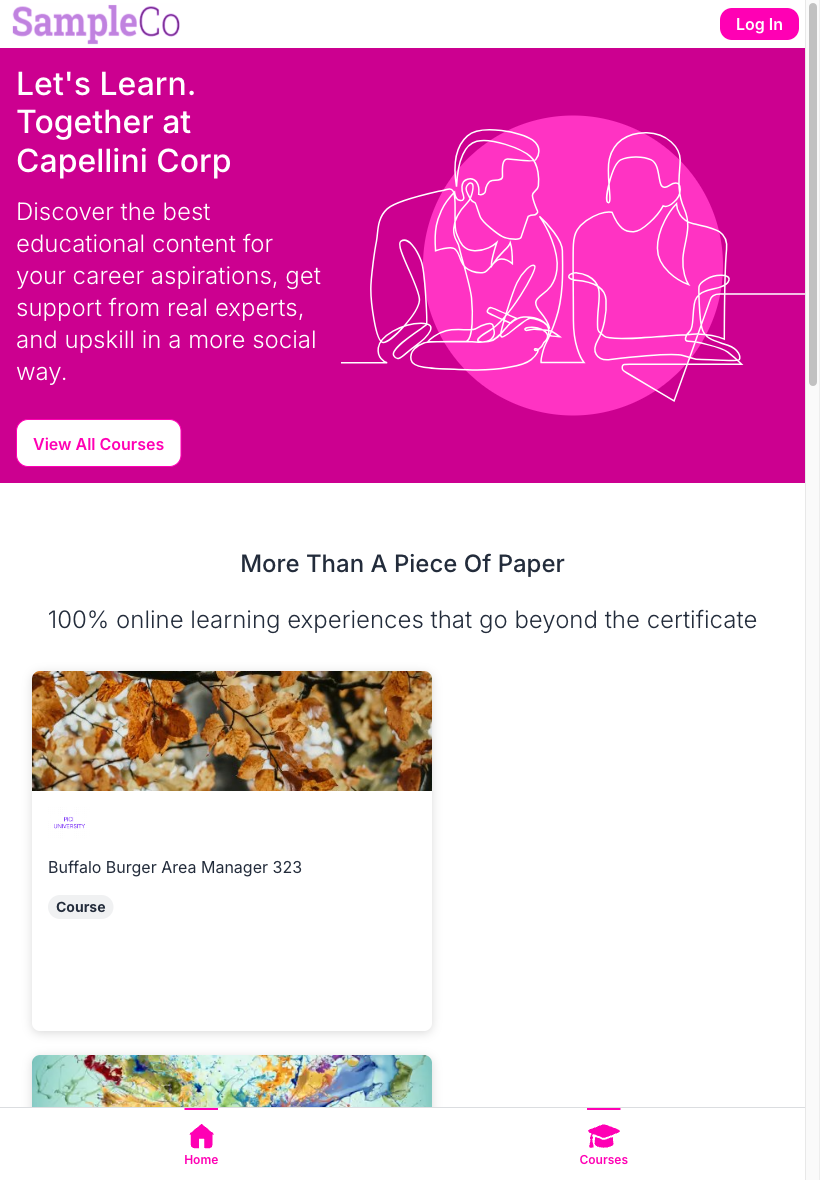 SampleCo
Log In
Let's Learn.
Together at
Capellini Corp
Discover the best
educational content for
your career aspirations, get
support from real experts,
and upskill in a more social
way.
View All Courses
More Than A Piece Of Paper
100% online learning experiences that go beyond the certificate
PIQ
UNIVERSITY
Buffalo Burger Area Manager 323
Course
Home
Courses